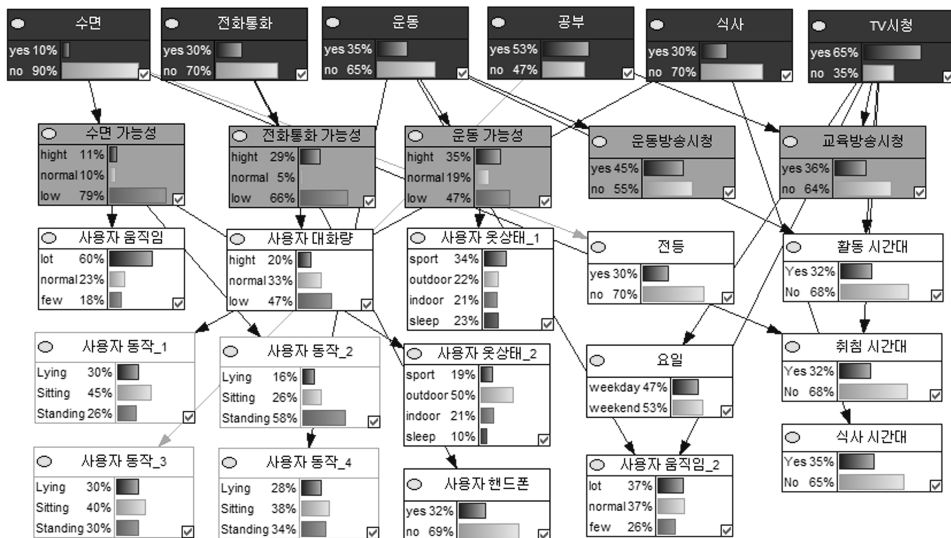 수면
yes 10%
no 90%
전화통화
yes 30%
no 70%
운동
yes 35%
no 65%
공부
yes 53%
no 47%
식사
yes 30%
no 70%
TV시청
yes 65%
no 35%
수면 가능성
hight 11%
normal 10%
low 79%
전화통화 가능성
hight 29%
normal 5%
low 66%
운동 가능성
hight 35%
normal 19%
low 47%
운동방송시청
yes 45%
no 55%
교육방송시청
yes 36%
no 64%
사용자 움직임
lot 60%
normal 23%
few 18%
사용자 대화량
hight 20%
normal 33%
low 47%
사용자 옷상태_1
sport 34%
outdoor 22%
indoor 21%
sleep 23%
전등
yes 30%
no 70%
활동 시간대
Yes 32%
No 68%
사용자 동작_1
Lying 30%
Sitting 45%
Standing 26%
사용자 동작_2
Lying 16%
Sitting 26%
Standing 58%
사용자 옷상태_2
sport 19%
outdoor 50%
indoor 21%
sleep 10%
요일
weekday 47%
weekend 53%
취침 시간대
Yes 32%
No 68%
사용자 동작_3
Lying 30%
Sitting 40%
Standing 30%
사용자 동작_4
Lying 28%
Sitting 38%
Standing 34%
사용자 핸드폰
yes 32%
no 69%
사용자 움직임_2
lot 37%
normal 37%
few 26%
식사 시간대
Yes 35%
No 65%